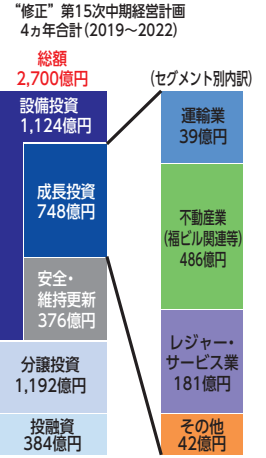 “修正”第15次中期経営計画
4ヵ年合計(2019～2022)
総額
2,700億円
(セグメント別内訳)
設備投資
1,124億円
成長投資
748億円
安全・
維持更新
376億円
分譲投資
1,192億円
投融資
384億円
運輸業
39億円
不動産業
(福ビル関連等)
486億円
レジャー・
サービス業
181億円
その他
42億円